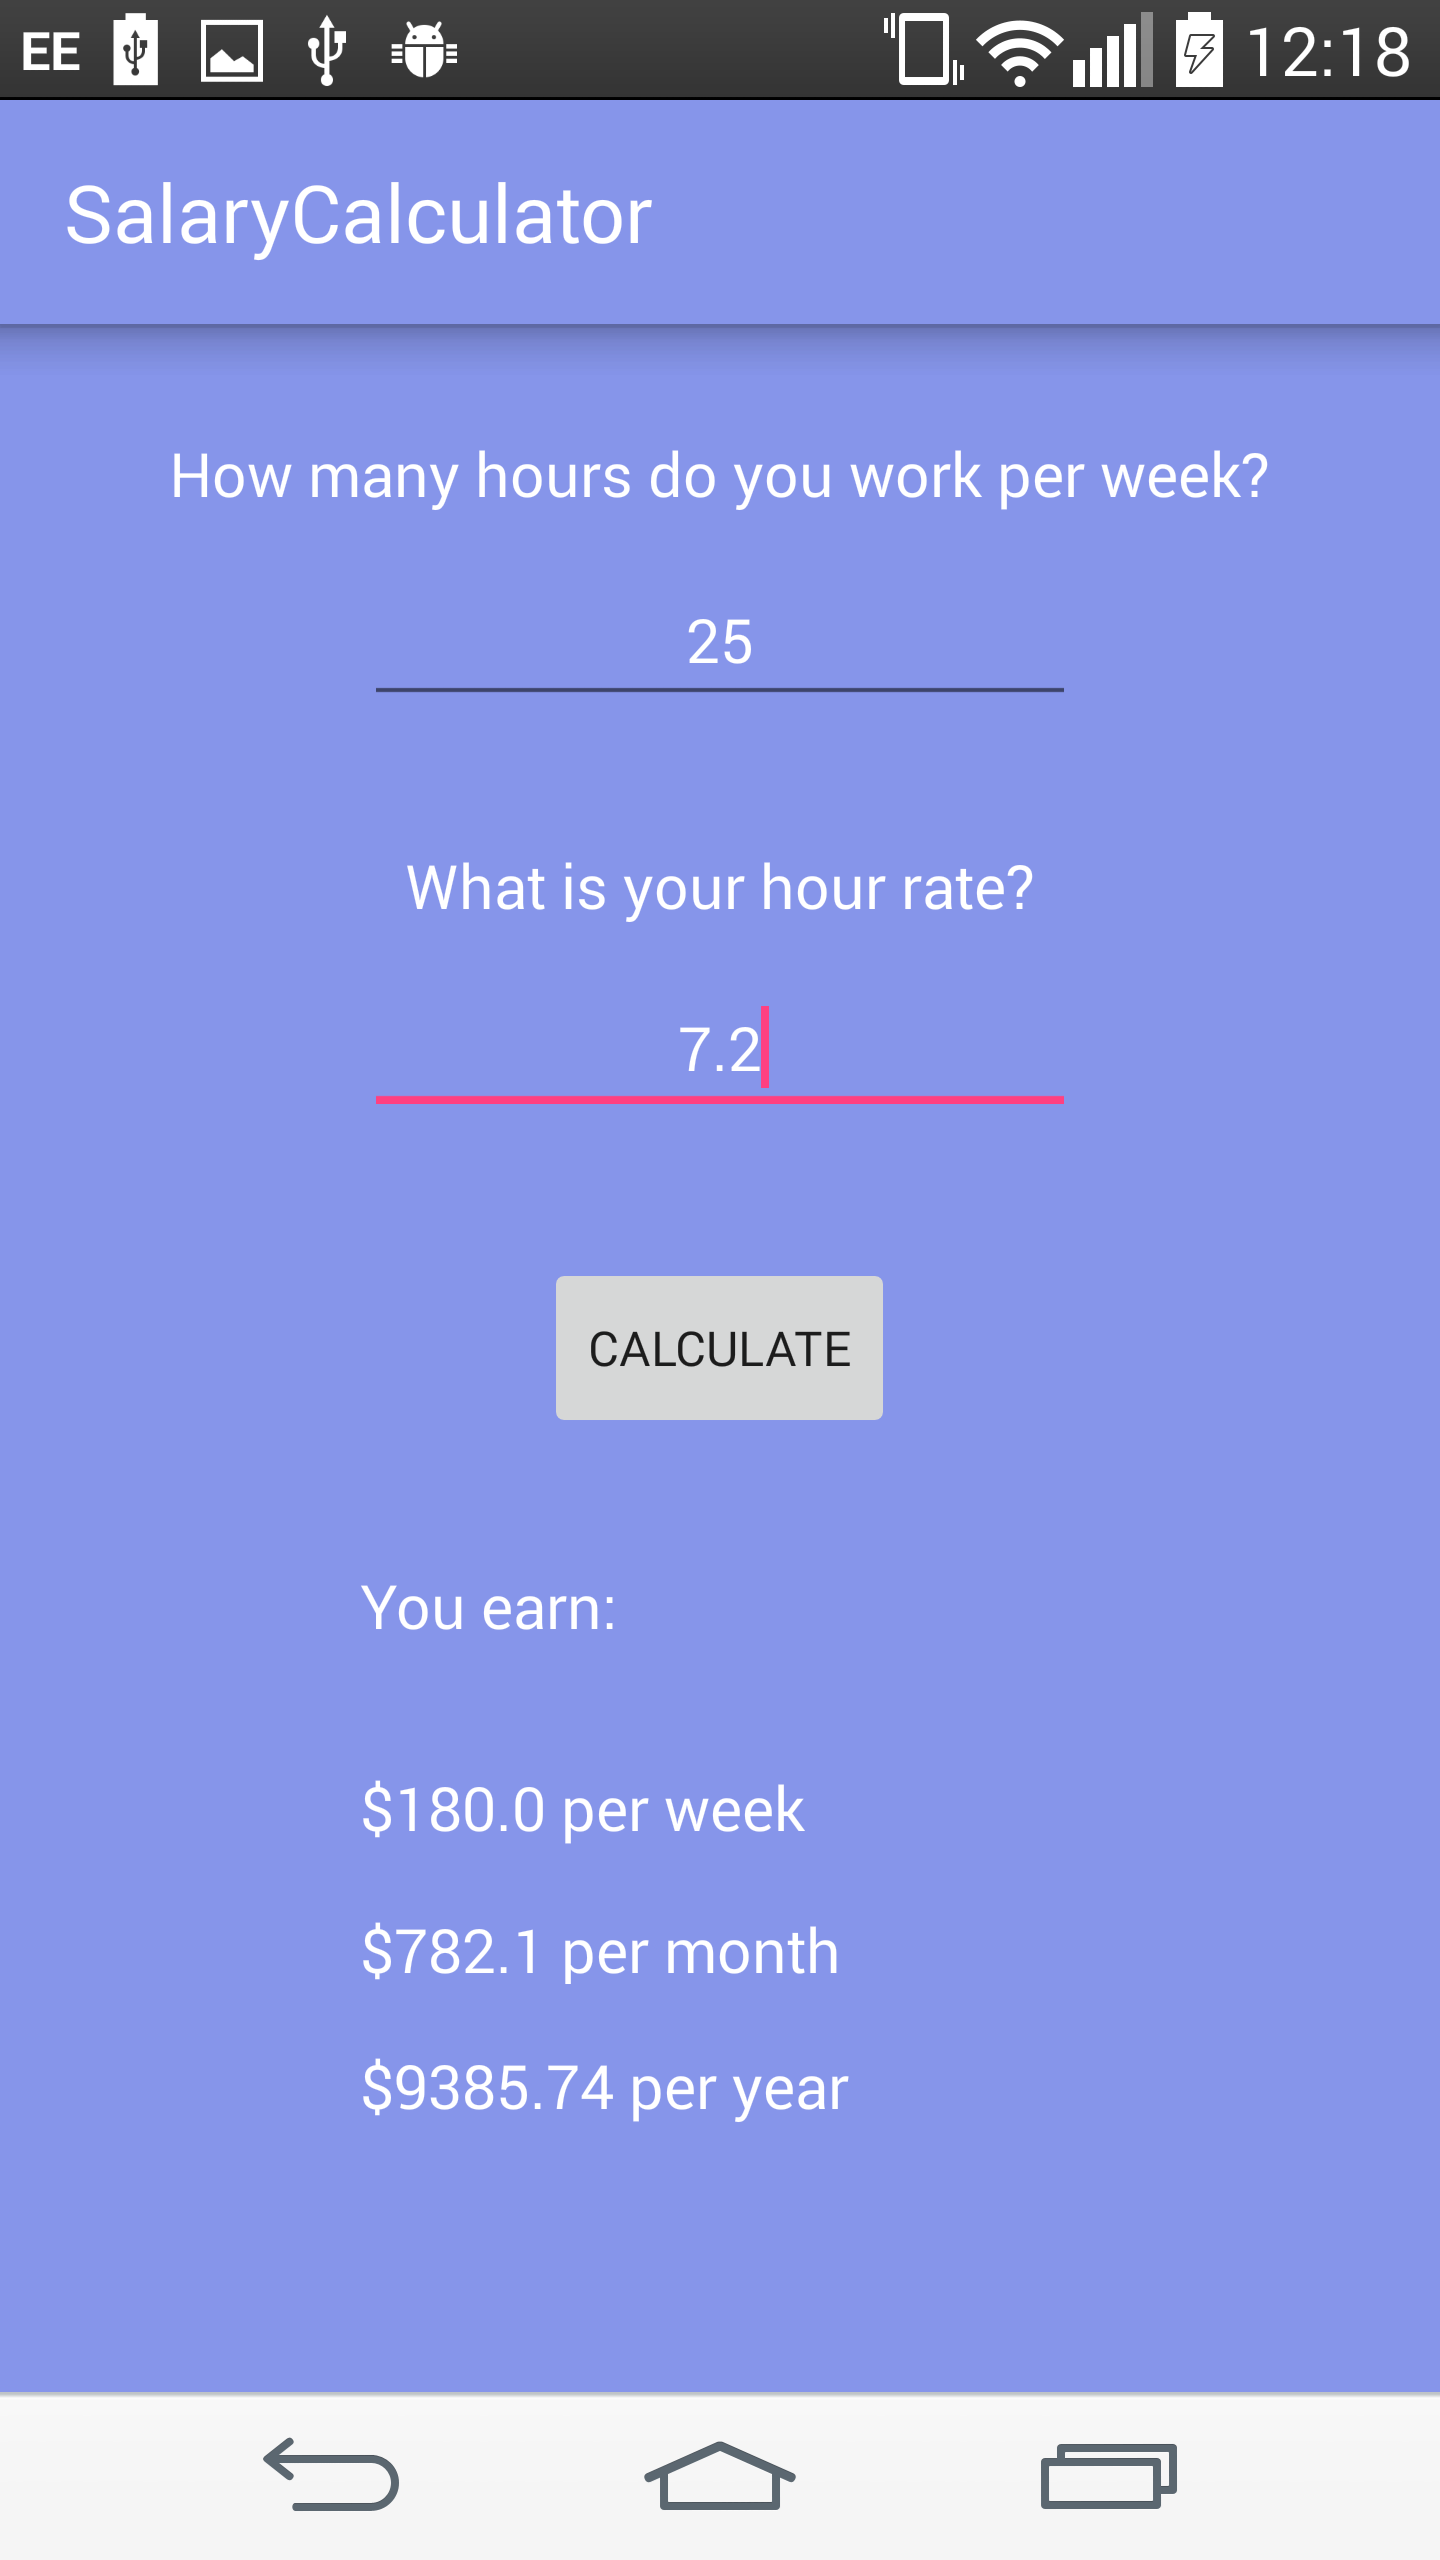 EE 12:18
SalaryCalculator
How many hours do you work per week?
25
What is your hour rate?
7.2
CALCULATE
You earn:
$180.0 per week
$782.1 per month
$9385.74 per year